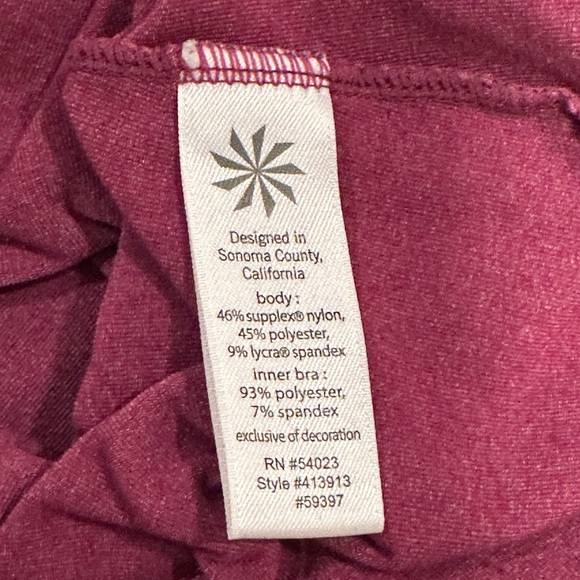 Designed in
Sonoma County,
California
body :
46% supplex® nylon,
45% polyester,
9% lycra® spandex
inner bra :
93% polyester,
7% spandex
exclusive of decoration
RN #54023
Style #413913
#59397